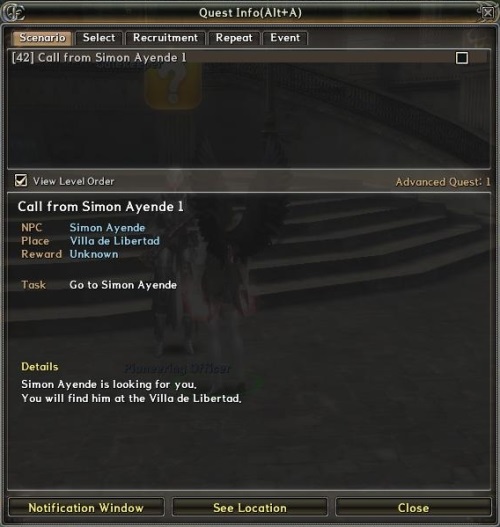 Quest Info(Alt+A)
Scenario Select Recruitment Repeat Event
[42] Call from Simon Ayende 1
?
View Level Order Advanced Quest: 1
Call from Simon Ayende 1
NPC Simon Ayende
Place Villa de Libertad
Reward Unknown
Task Go to Simon Ayende
Pioneering Officer
Details
Simon Ayende is looking for you.
You will find him at the Villa de Libertad.
Notification Window See Location Close